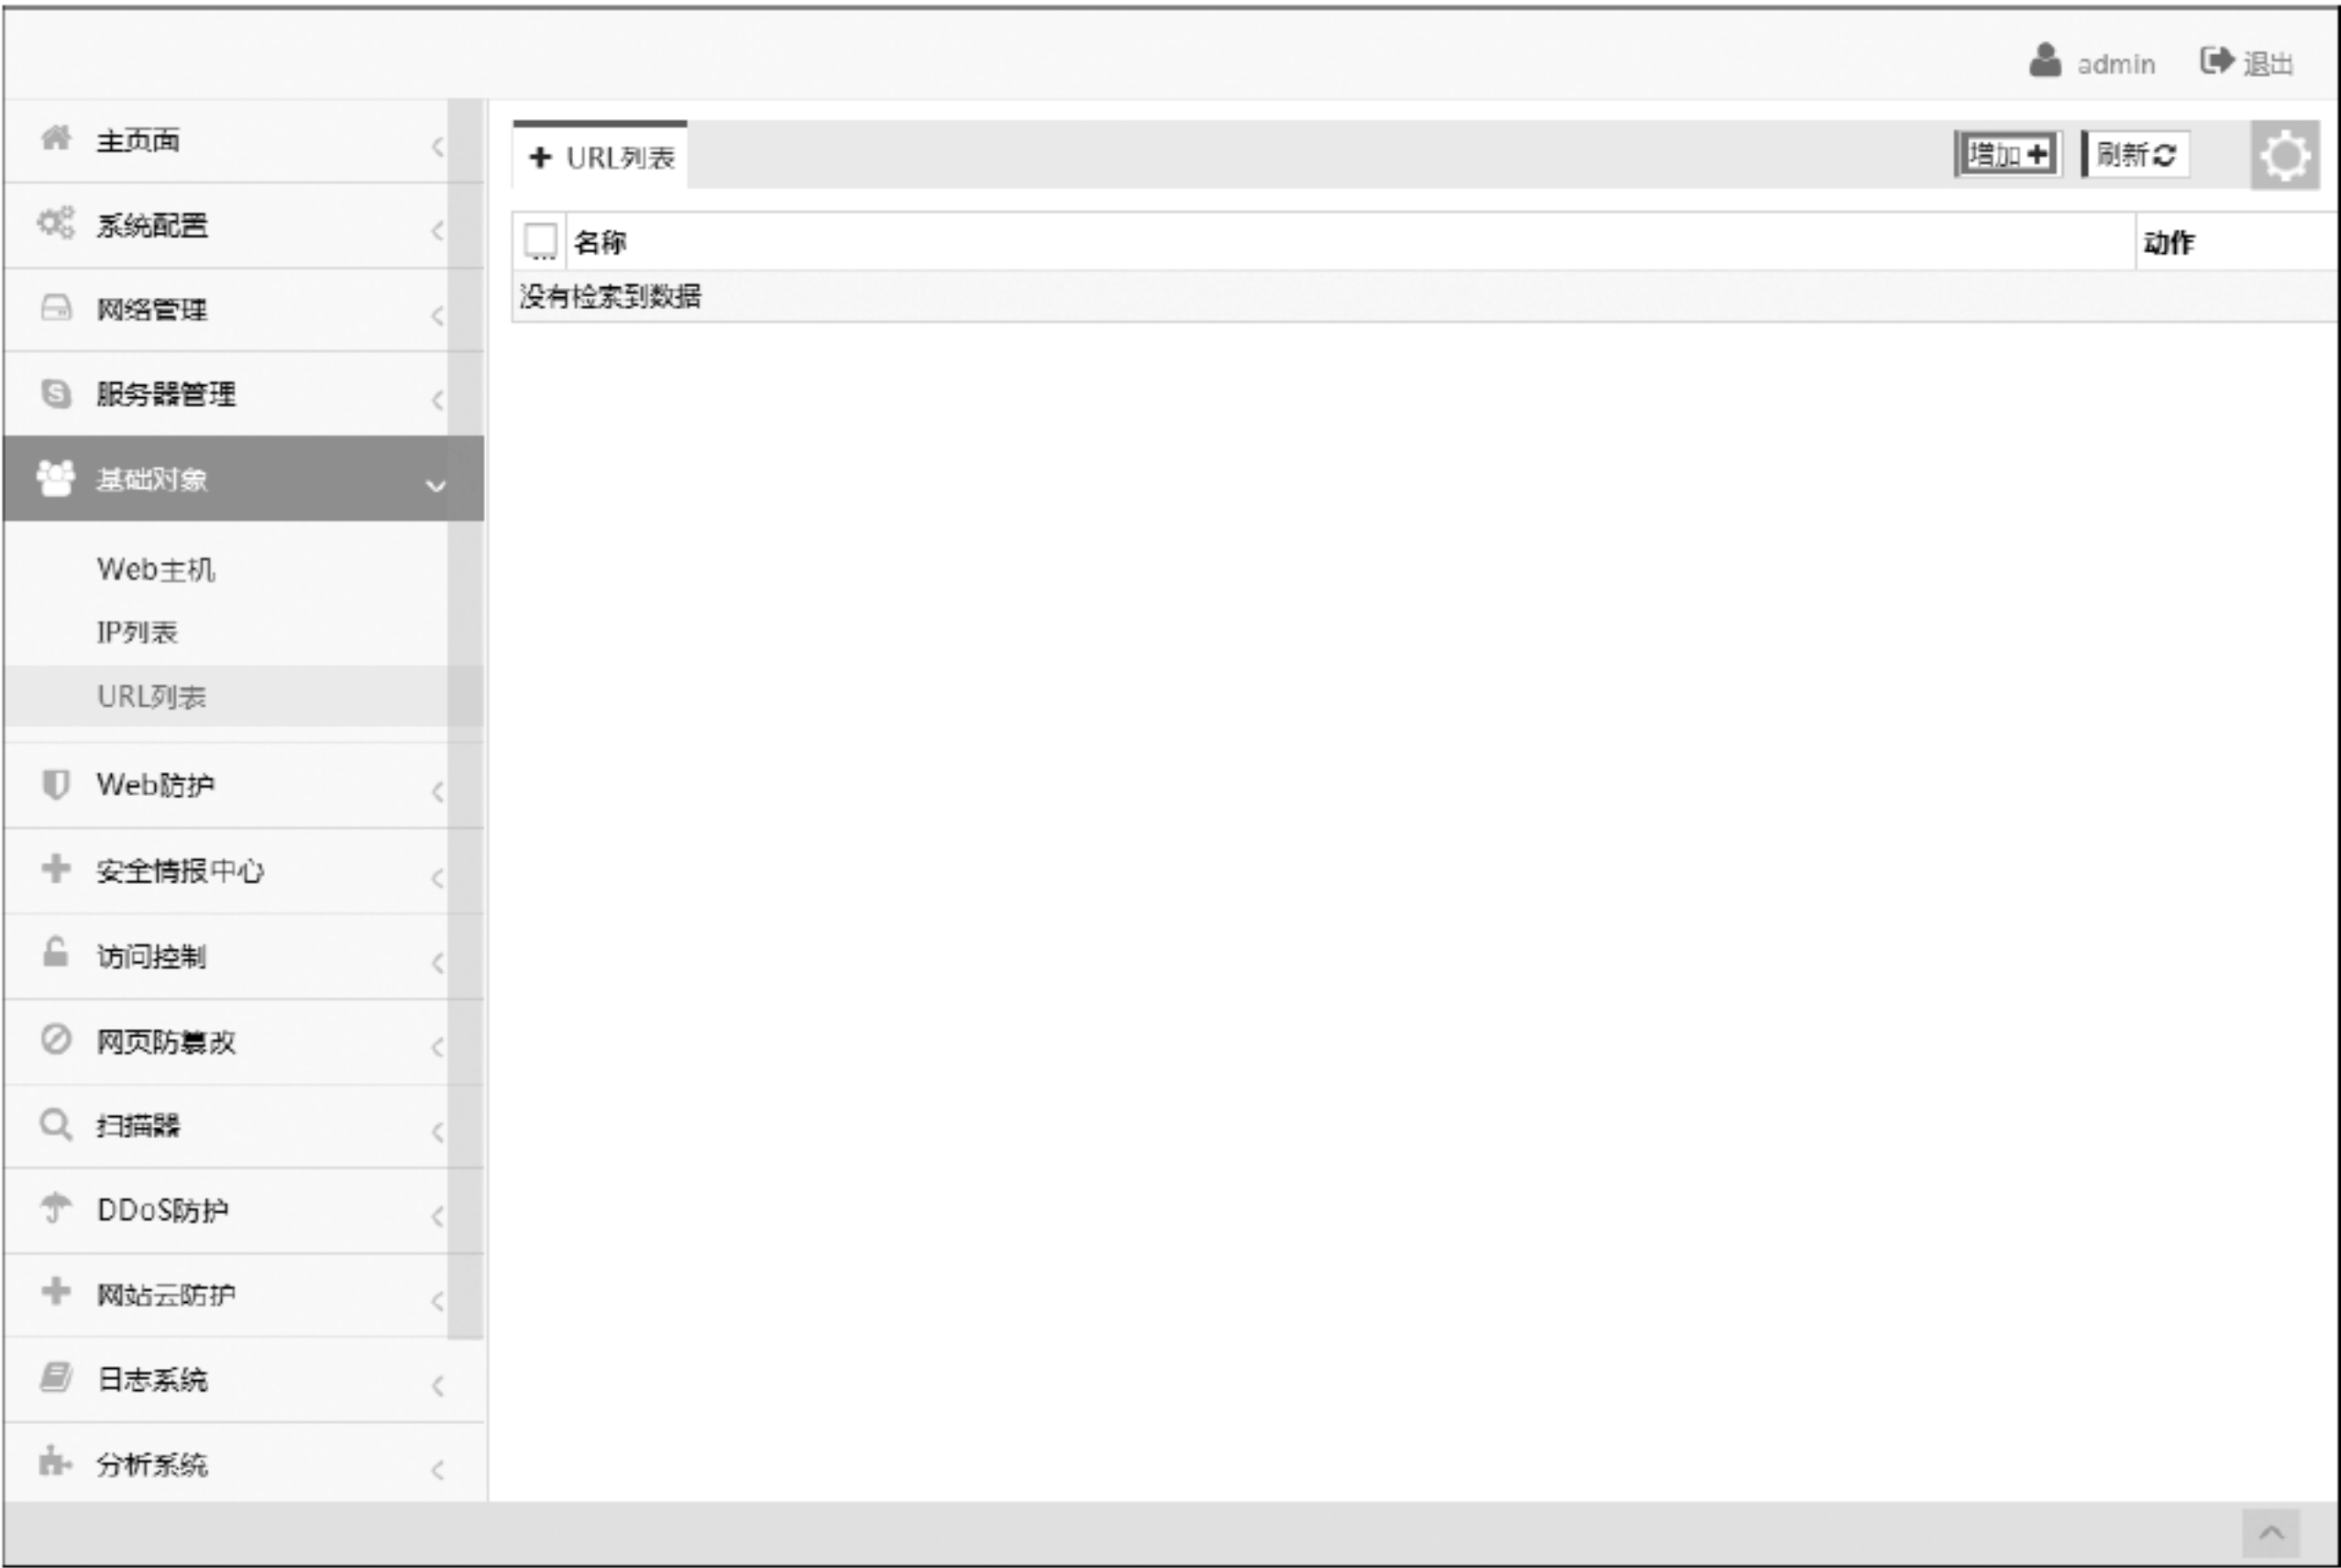 admin 退出
主页面
系统配置
网络管理
服务器管理
基础对象
Web主机
IP列表
URL列表
Web防护
安全情报中心
访问控制
网页防篡改
扫描器
DDoS防护
网站云防护
日志系统
分析系统
URL列表 增加 刷新
名称 动作
没有检索到数据